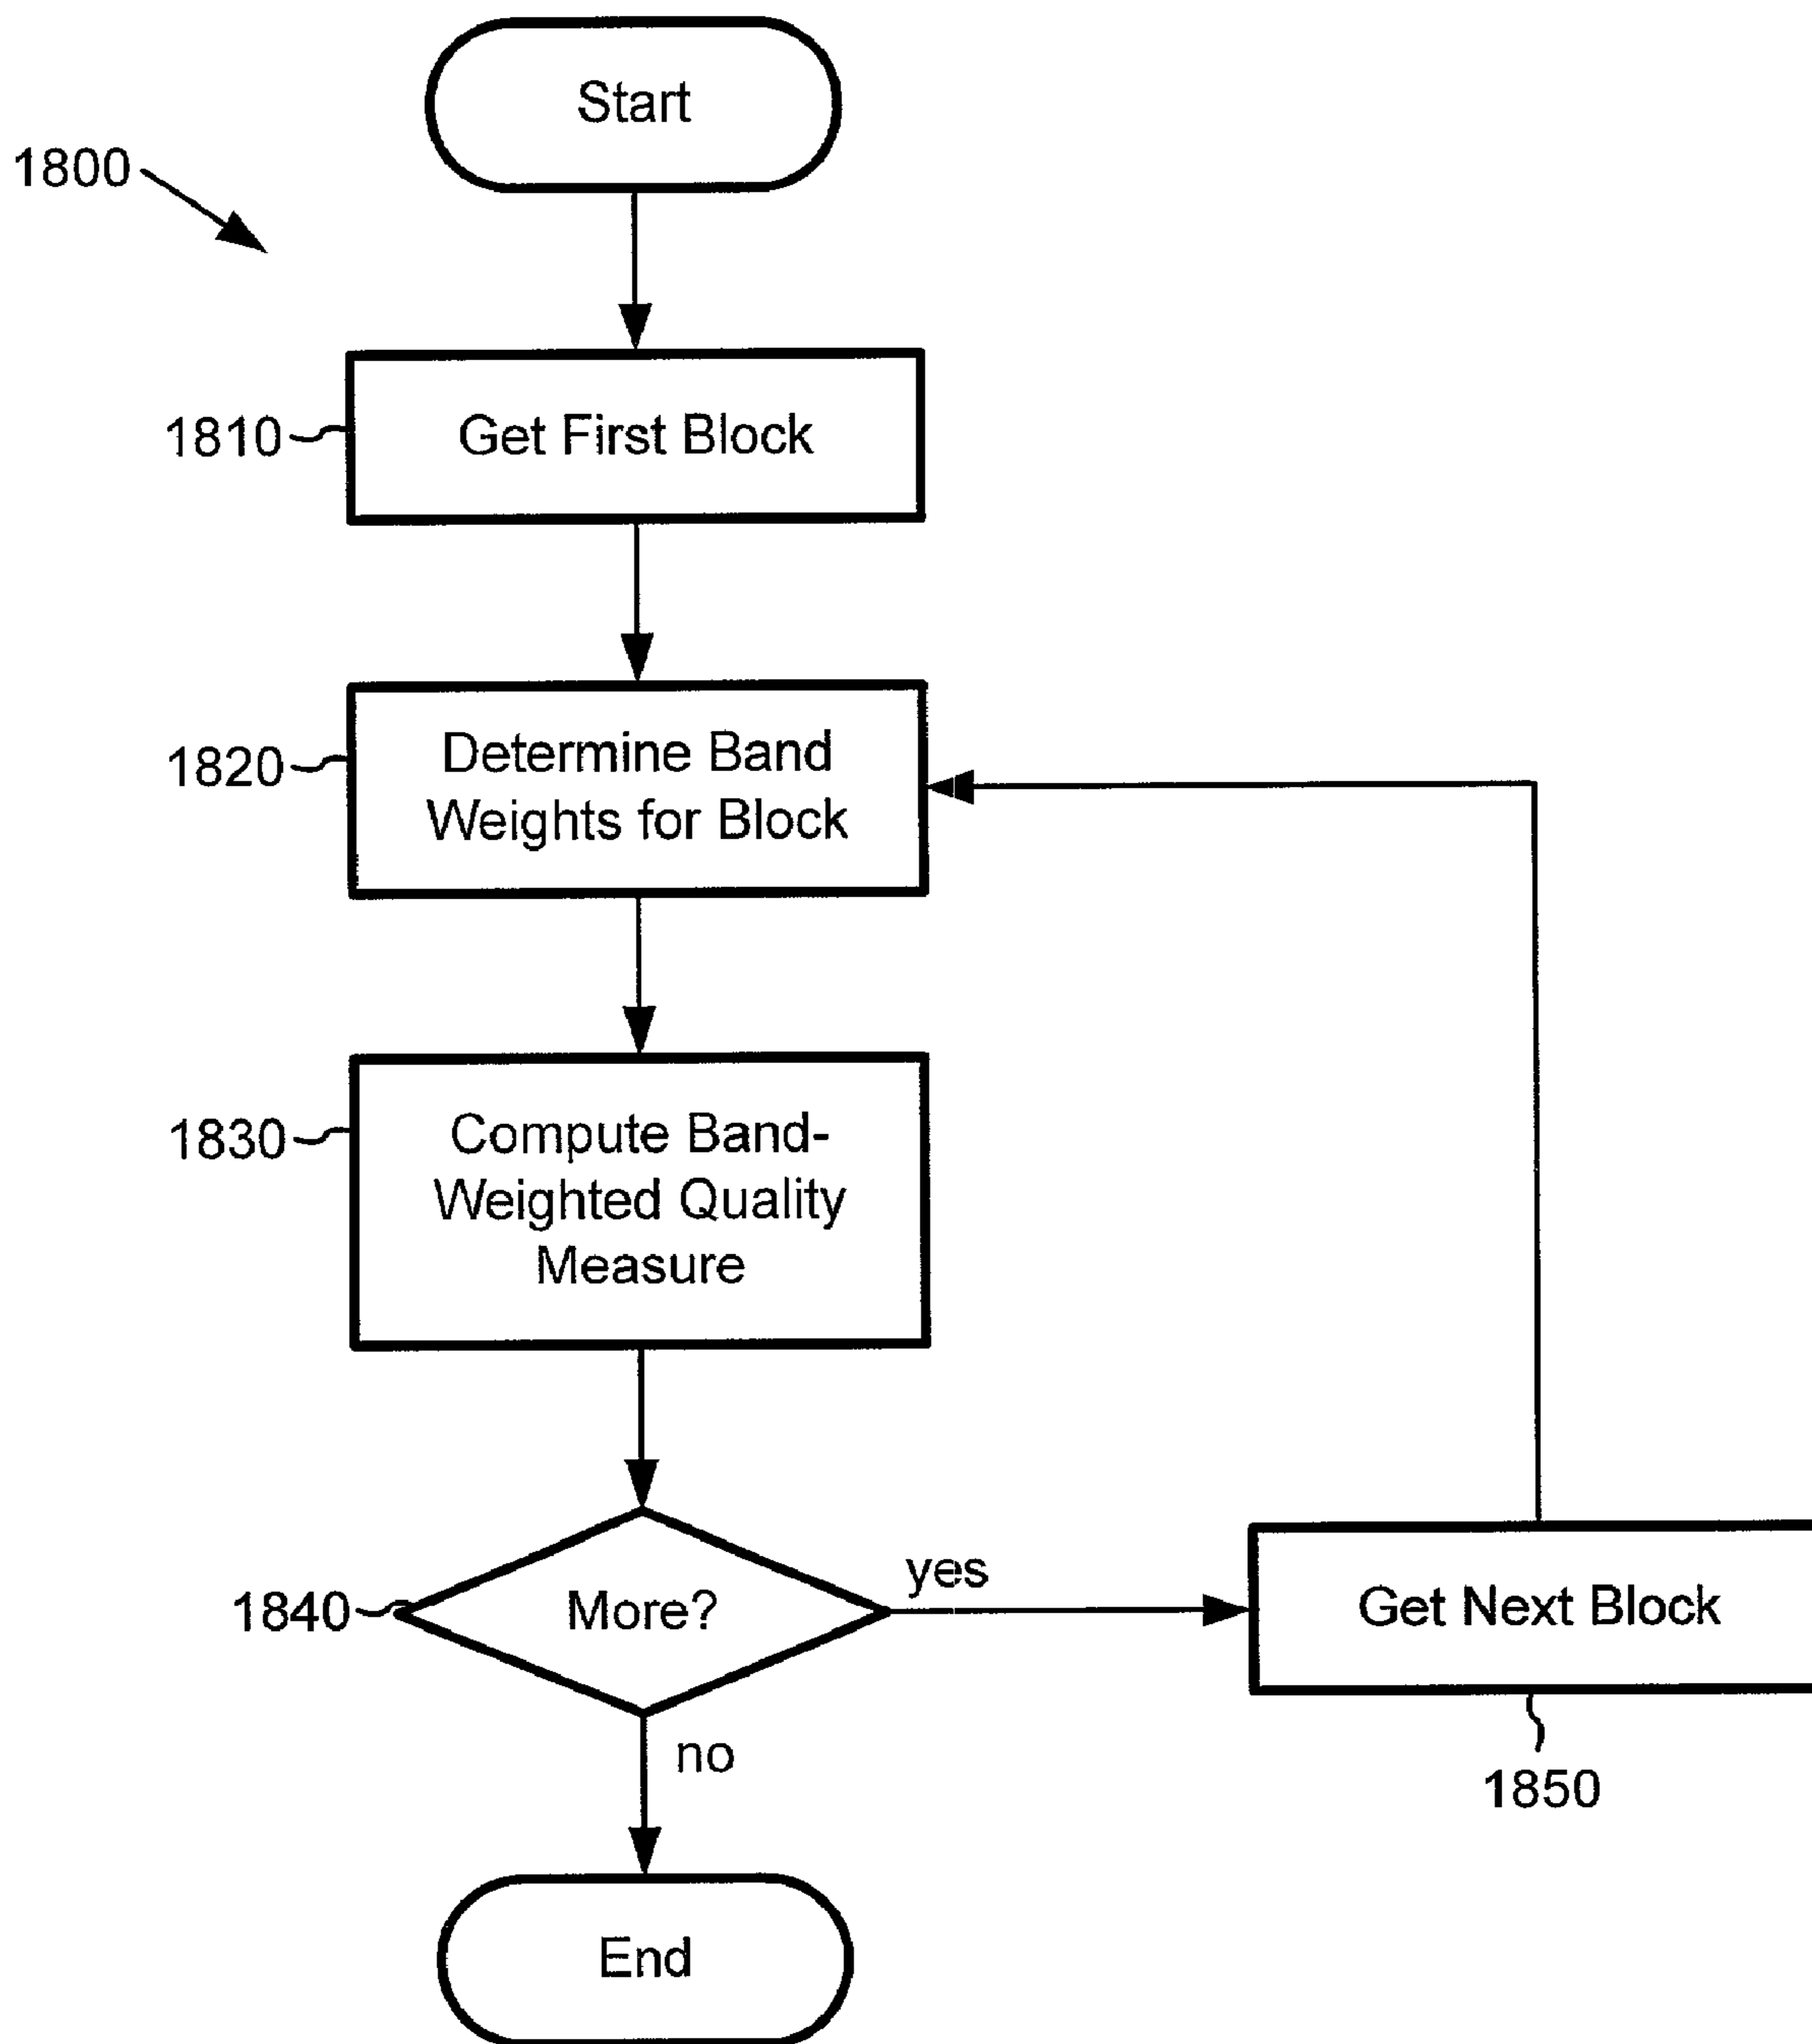 Start
1800
1810
Get First Block
1820
Determine Band
Weights for Block
1830
Compute Band-
Weighted Quality
Measure
1840
More?
yes
Get Next Block
1850
no
End